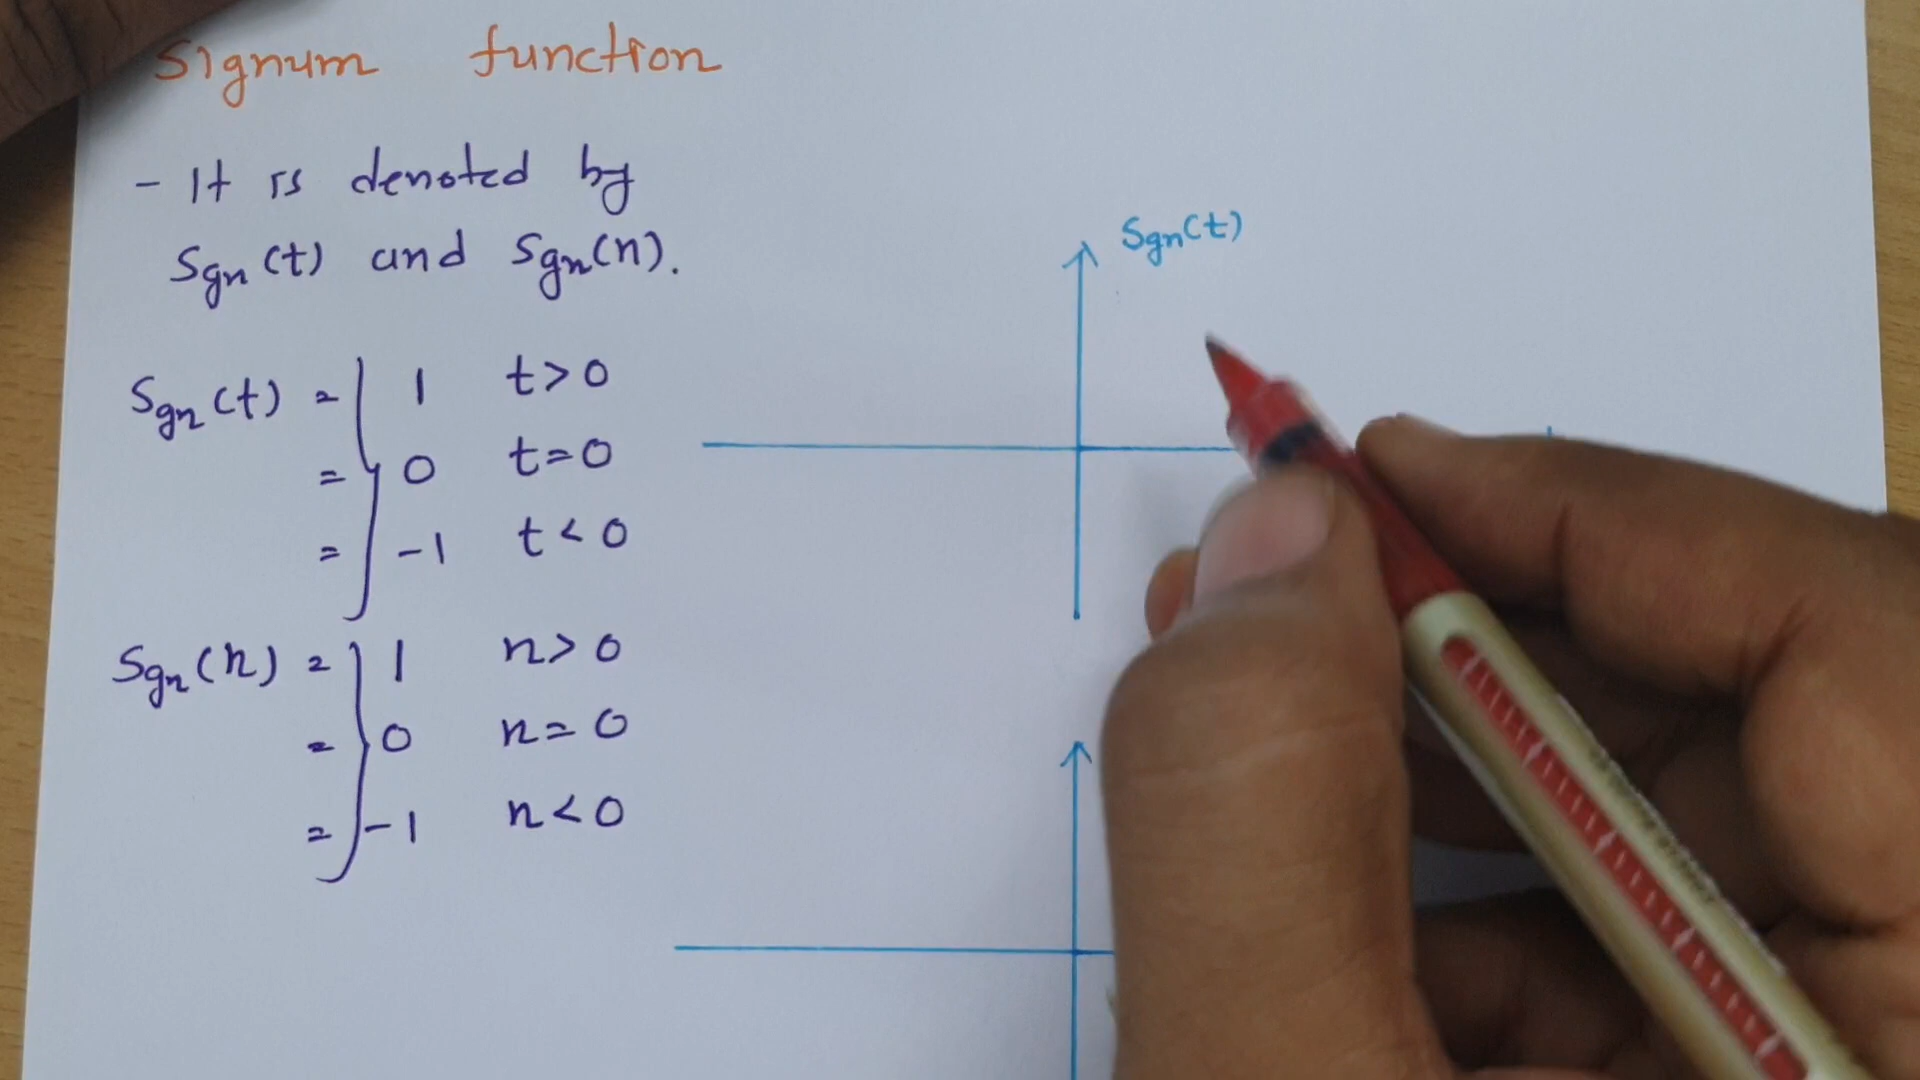 Signum function
- It is denoted by
Sgn(t) and Sgn(n).
Sgn(t) = 1 t>0
= 0 t=0
= -1 t<0
Sgn(n) = 1 n>0
= 0 n=0
= -1 n<0
Sgn(t)